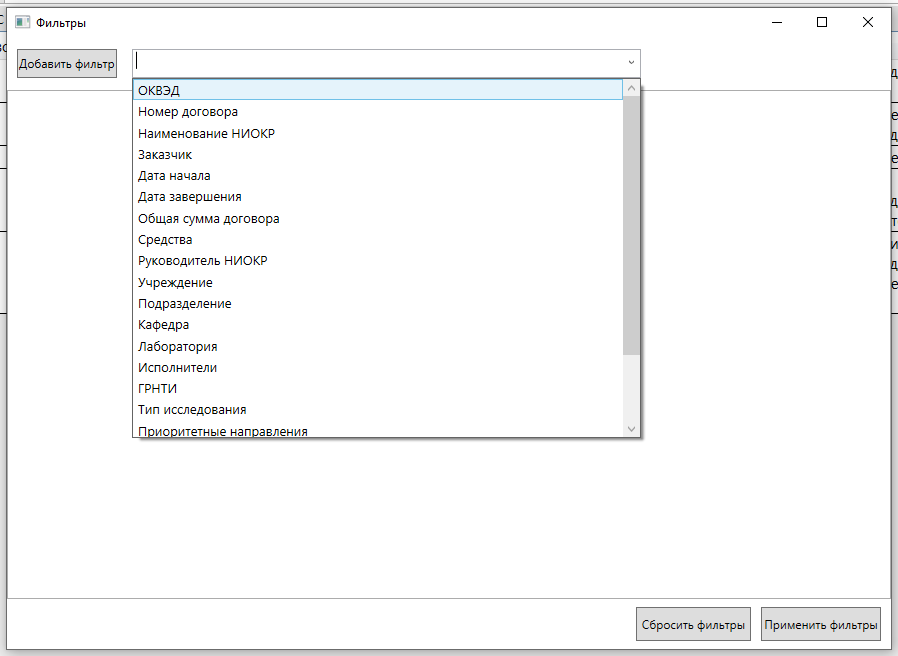 Фильтры
Добавить фильтр
ОКВЭД
Номер договора
Наименование НИОКР
Заказчик
Дата начала
Дата завершения
Общая сумма договора
Средства
Руководитель НИОКР
Учреждение
Подразделение
Кафедра
Лаборатория
Исполнители
ГРНТИ
Тип исследования
Приоритетные направления
Сбросить фильтры
Применить фильтры